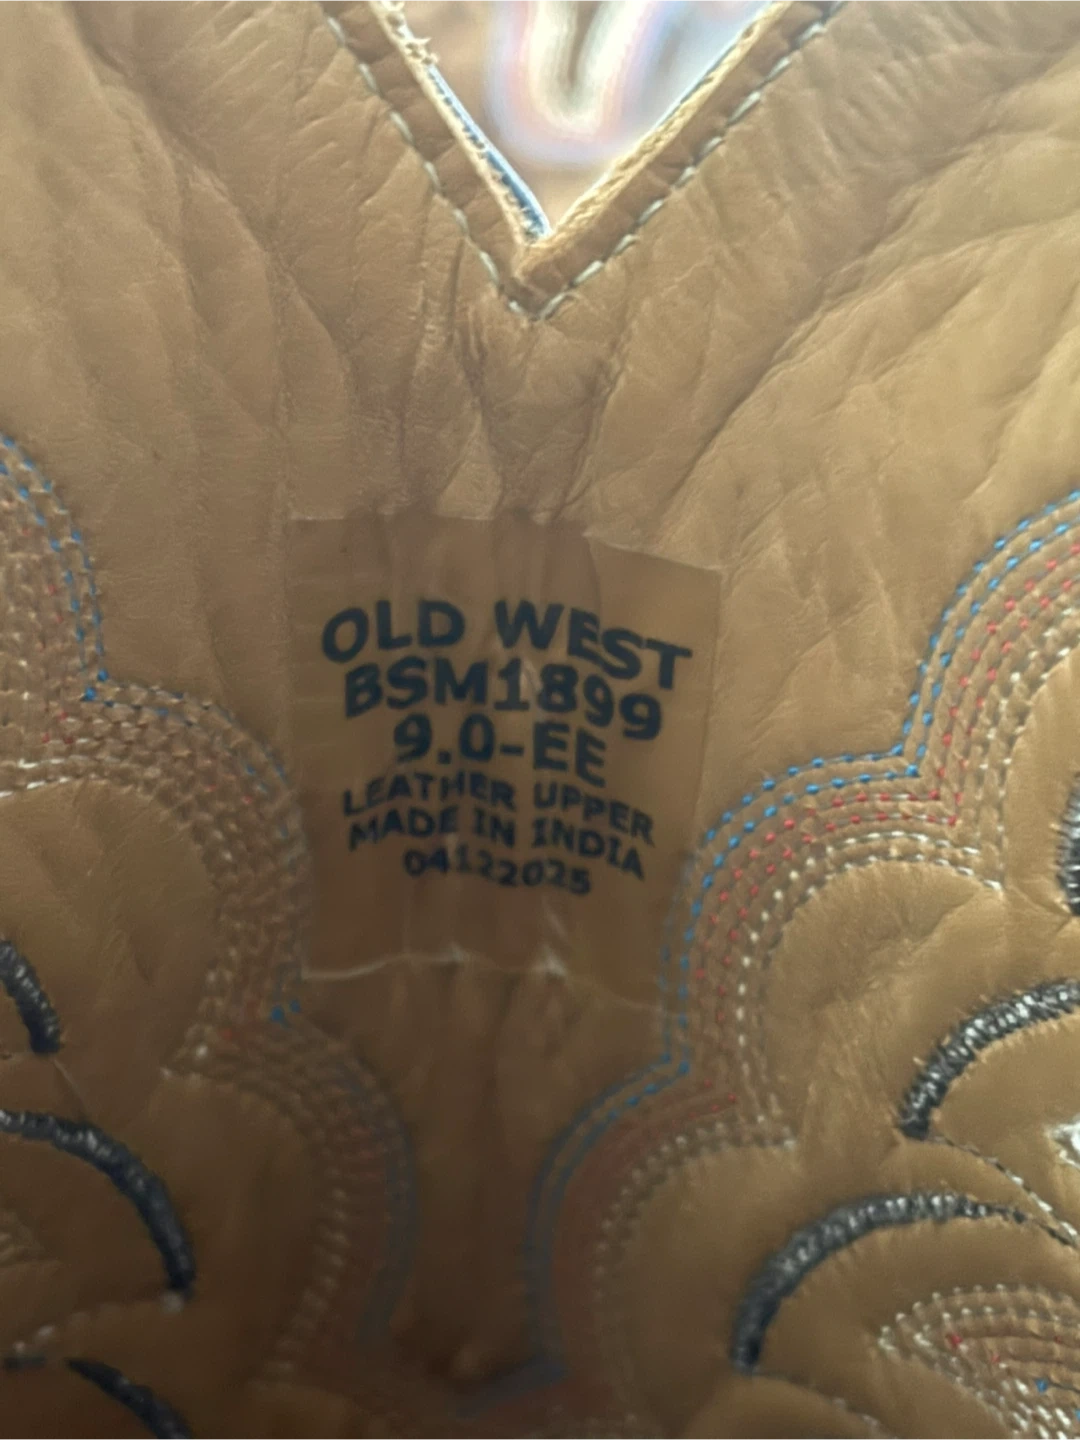 OLD WEST
BSM1899
9.0-EE
LEATHER UPPER
MADE IN INDIA
04122025